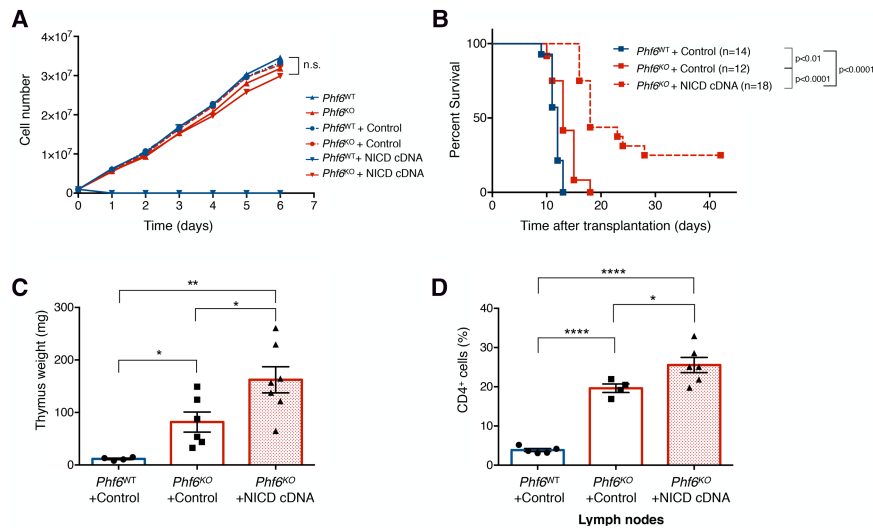 A
Cell number
4×10⁷
3×10⁷
2×10⁷
1×10⁷
0
0 1 2 3 4 5 6 7
Time (days)
n.s.
Phf6ᵂᵀ
Phf6ᴷᴼ
Phf6ᵂᵀ + Control
Phf6ᴷᴼ + Control
Phf6ᵂᵀ+ NICD cDNA
Phf6ᴷᴼ + NICD cDNA
B
Percent Survival
100
50
0
0 10 20 30 40
Time after transplantation (days)
Phf6ᵂᵀ + Control (n=14)
Phf6ᴷᴼ + Control (n=12)
Phf6ᴷᴼ + NICD cDNA (n=18)
p<0.01
p<0.0001
p<0.0001
C
Thymus weight (mg)
300
200
100
0
**
*
*
Phf6ᵂᵀ
+Control
Phf6ᴷᴼ
+Control
Phf6ᴷᴼ
+NICD cDNA
D
CD4⁺ cells (%)
40
30
20
10
0
****
*
****
Phf6ᵂᵀ
+Control
Phf6ᴷᴼ
+Control
Phf6ᴷᴼ
+NICD cDNA
Lymph nodes